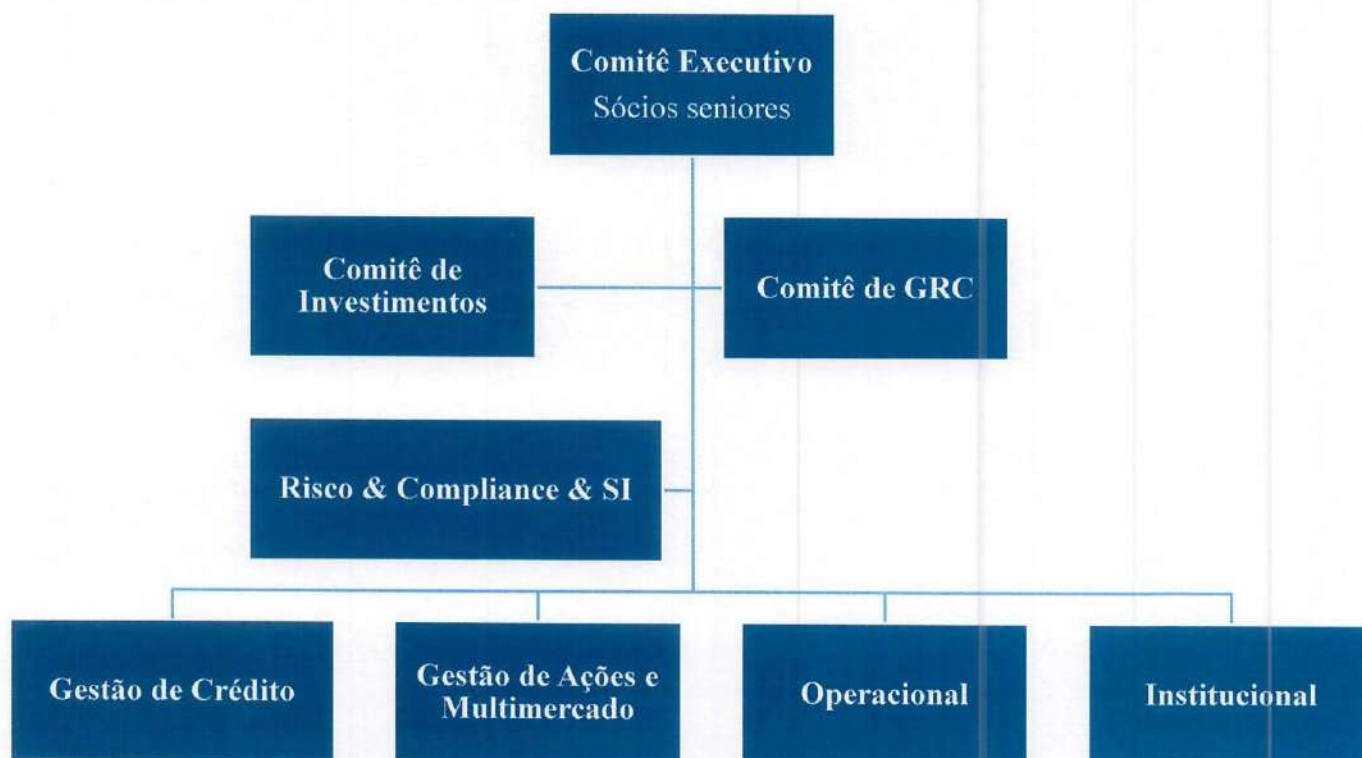 Comitê Executivo
Sócios seniores
Comitê de
Investimentos
Comitê de GRC
Risco & Compliance & SI
Gestão de Crédito
Gestão de Ações e
Multimercado
Operacional
Institucional